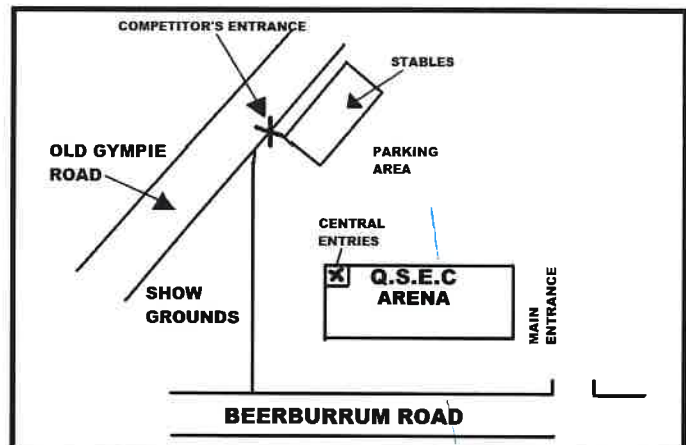 COMPETITOR'S ENTRANCE
STABLES
OLD GYMPIE
ROAD
PARKING
AREA
CENTRAL
ENTRIES
Q.S.E.C
ARENA
SHOW
GROUNDS
MAIN
ENTRANCE
BEERBURRUM ROAD